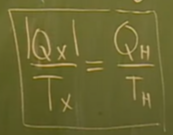 |Qx|/Tx = QH/TH